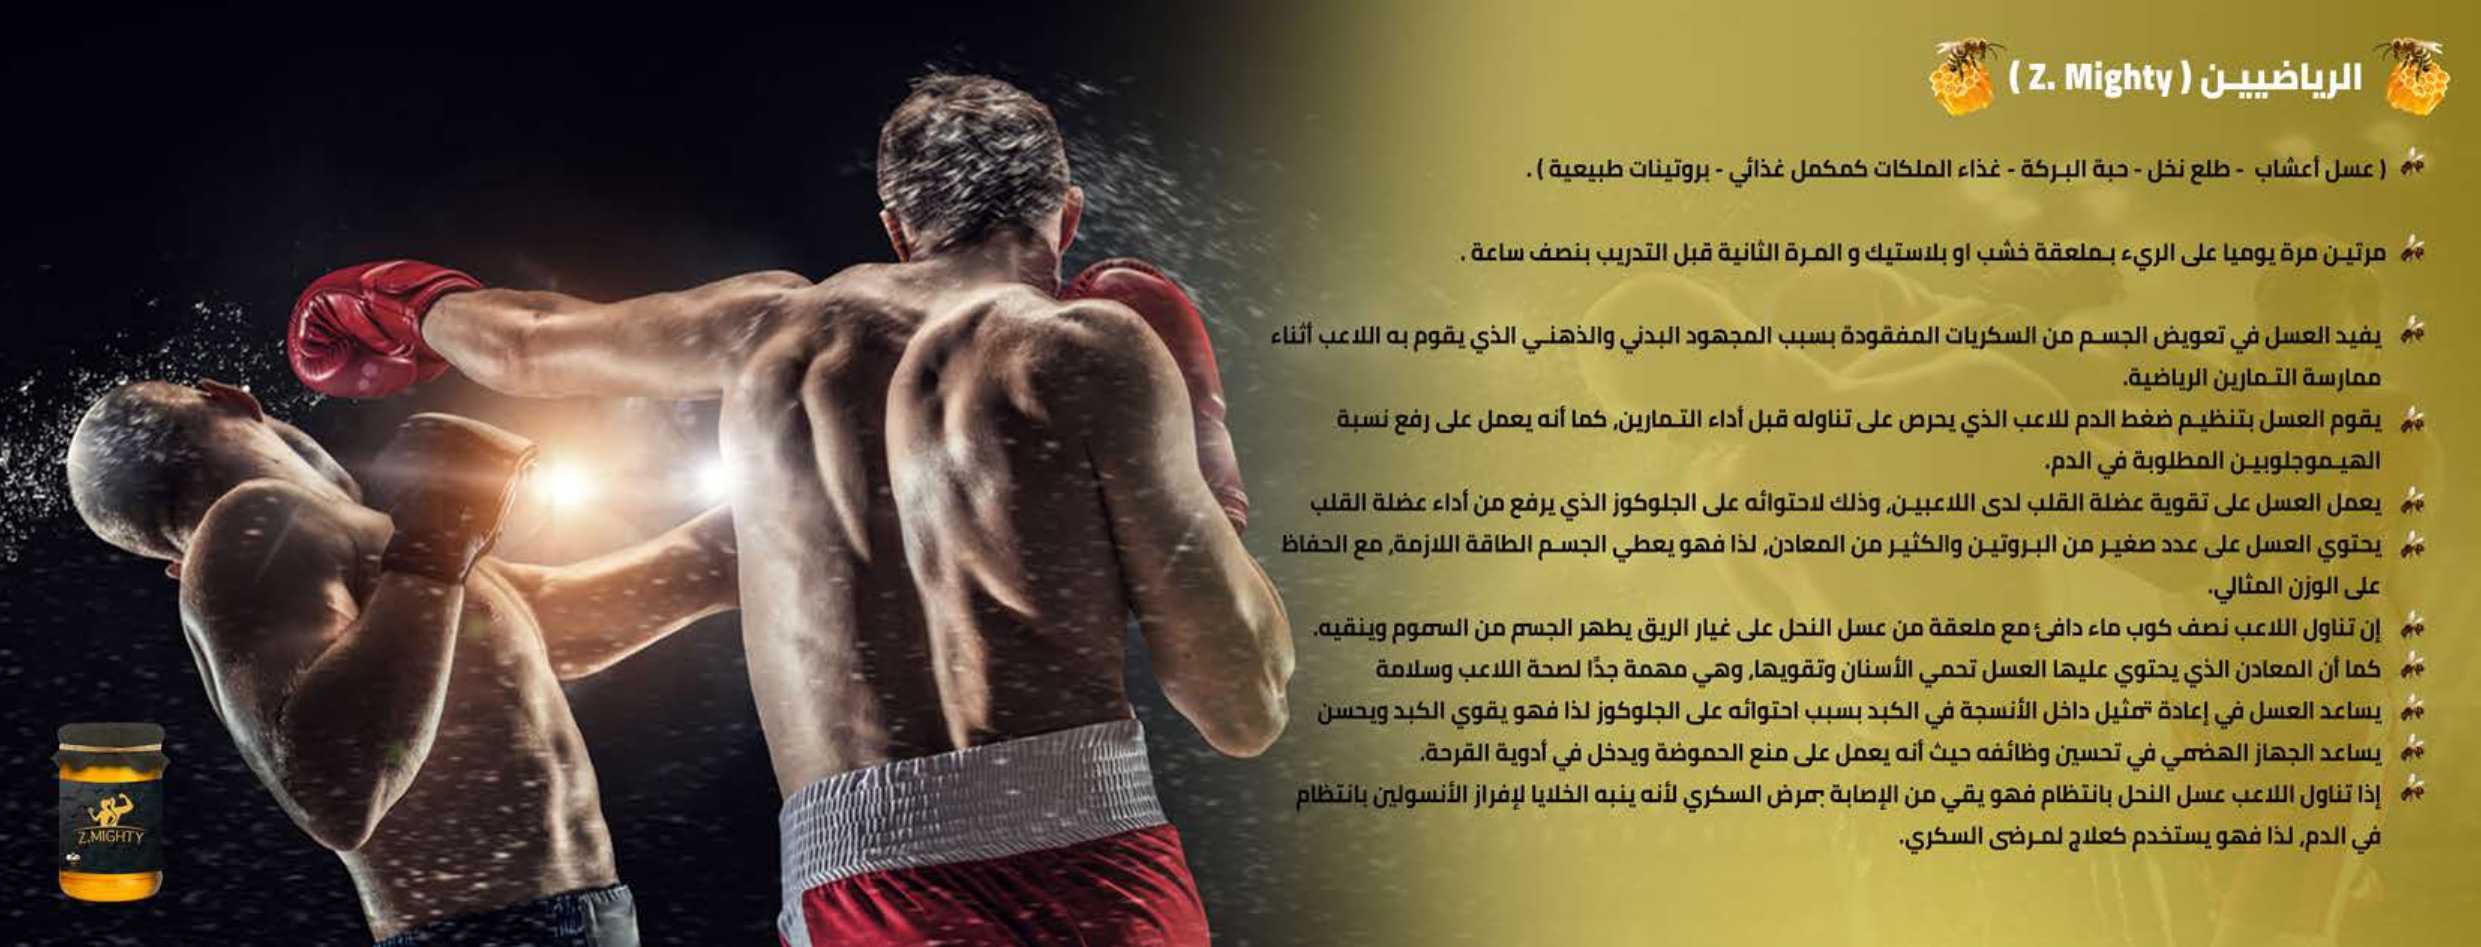 الرياضيين ( Z. Mighty )
( عسل أعشاب - طلع نخل - حبة البركة - غذاء الملكات كمكمل غذائي - بروتينات طبيعية ) .
مرتين مرة يوميا على الريء بملعقة خشب او بلاستيك و المرة الثانية قبل التدريب بنصف ساعة .
يفيد العسل في تعويض الجسم من السكريات المفقودة بسبب المجهود البدني والذهني الذي يقوم به اللاعب أثناء
ممارسة التمارين الرياضية.
يقوم العسل بتنظيم ضغط الدم للاعب الذي يحرص على تناوله قبل أداء التمارين، كما أنه يعمل على رفع نسبة
الهيموجلوبين المطلوبة في الدم.
يعمل العسل على تقوية عضلة القلب لدى اللاعبين، وذلك لاحتوائه على الجلوكوز الذي يرفع من أداء عضلة القلب
يحتوي العسل على عدد صغير من البروتين والكثير من المعادن، لذا فهو يعطي الجسم الطاقة اللازمة، مع الحفاظ
على الوزن المثالي.
إن تناول اللاعب نصف كوب ماء دافئ مع ملعقة من عسل النحل على غيار الريق يطهر الجسم من السموم وينقيه.
كما أن المعادن الذي يحتوي عليها العسل تحمي الأسنان وتقويها، وهي مهمة جدًا لصحة اللاعب وسلامة
يساعد العسل في إعادة تمثيل داخل الأنسجة في الكبد بسبب احتوائه على الجلوكوز لذا فهو يقوي الكبد ويحسن
يساعد الجهاز الهضمي في تحسين وظائفه حيث أنه يعمل على منع الحموضة ويدخل في أدوية القرحة.
إذا تناول اللاعب عسل النحل بانتظام فهو يقي من الإصابة بمرض السكري لأنه ينبه الخلايا لإفراز الأنسولين بانتظام
في الدم، لذا فهو يستخدم كعلاج لمرضى السكري.
Z.MIGHTY